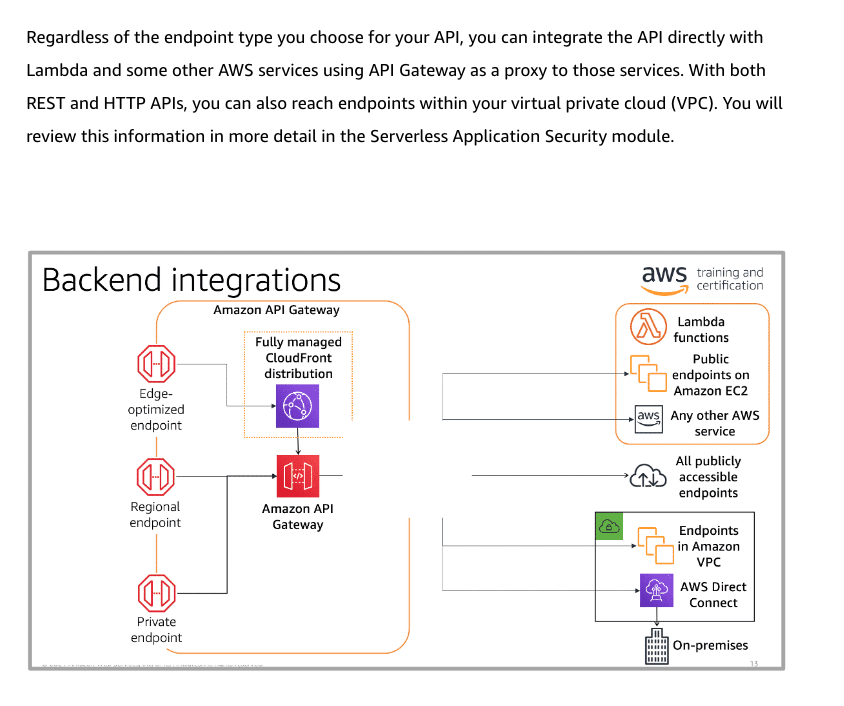 Regardless of the endpoint type you choose for your API, you can integrate the API directly with
Lambda and some other AWS services using API Gateway as a proxy to those services. With both
REST and HTTP APIs, you can also reach endpoints within your virtual private cloud (VPC). You will
review this information in more detail in the Serverless Application Security module.
Backend integrations
aws training and
certification
Amazon API Gateway
Fully managed
CloudFront
distribution
Edge-
optimized
endpoint
Regional
endpoint
Amazon API
Gateway
Private
endpoint
Lambda
functions
Public
endpoints on
Amazon EC2
aws
Any other AWS
service
All publicly
accessible
endpoints
Endpoints
in Amazon
VPC
AWS Direct
Connect
On-premises
13